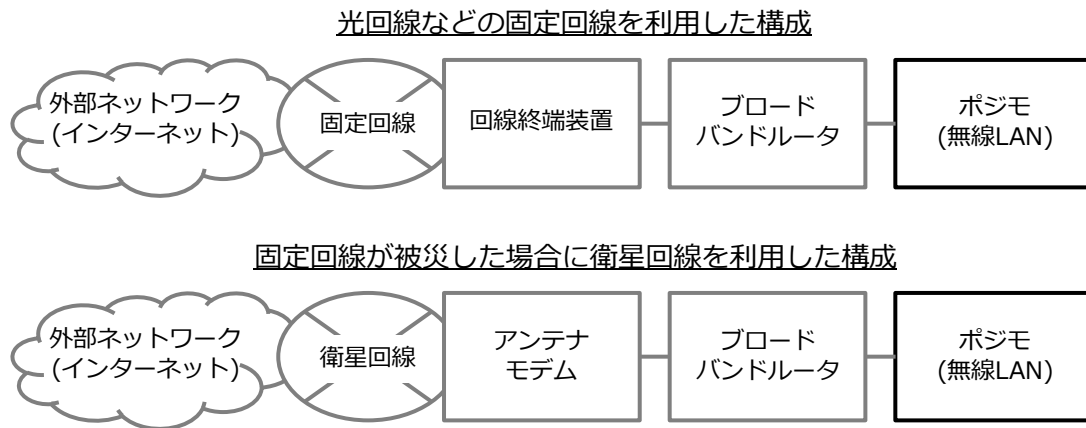 光回線などの固定回線を利用した構成
外部ネットワーク
(インターネット)
固定回線
回線終端装置
ブロード
バンドルータ
ポジモ
(無線LAN)
固定回線が被災した場合に衛星回線を利用した構成
外部ネットワーク
(インターネット)
衛星回線
アンテナ
モデム
ブロード
バンドルータ
ポジモ
(無線LAN)